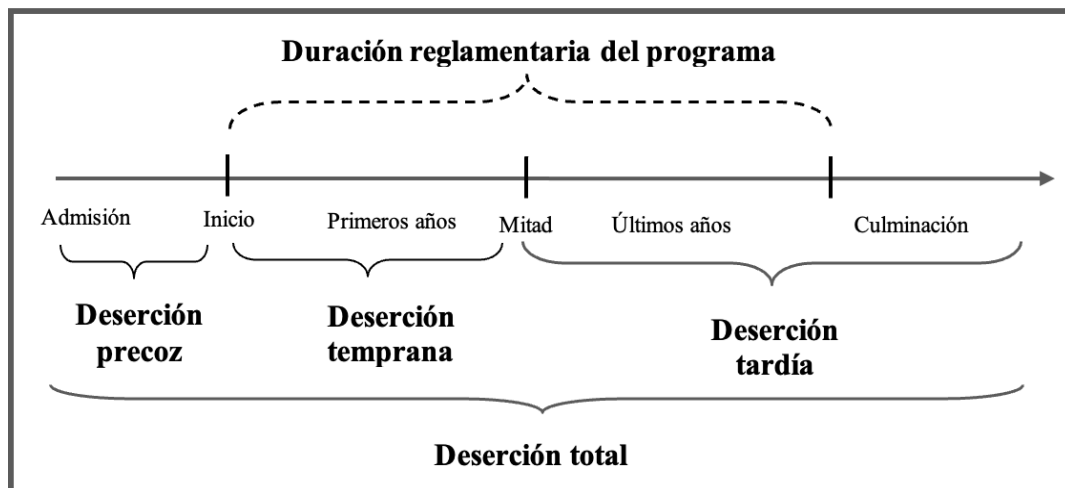 Duración reglamentaria del programa
Admisión
Inicio
Primeros años
Mitad
Últimos años
Culminación
Deserción
precoz
Deserción
temprana
Deserción
tardía
Deserción total